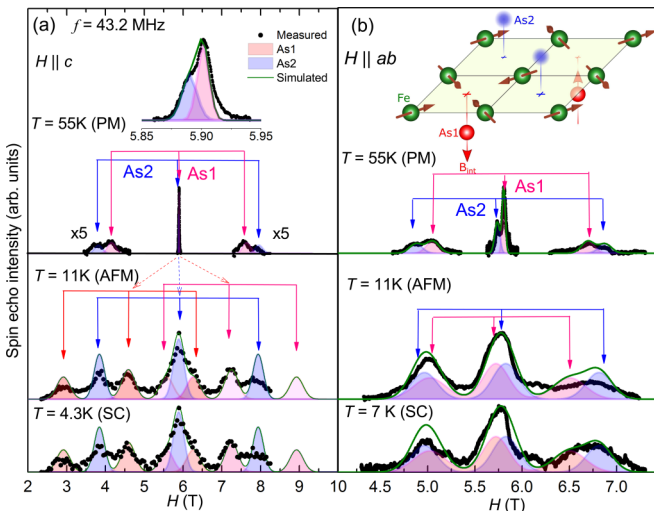 (a)
f = 43.2 MHz
Measured
As1
As2
Simulated
H || c
5.85 5.90 5.95
T = 55K (PM)
As2 As1
x5 x5
T = 11K (AFM)
T = 4.3K (SC)
2 3 4 5 6 7 8 9 10
H (T)
Spin echo intensity (arb. units)
(b)
As2
H || ab
Fe
As1
B_int
T = 55K (PM)
As1
As2
T = 11K (AFM)
T = 7 K (SC)
5.0 5.5 6.0 6.5 7.0
H (T)